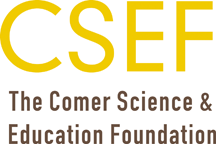 CSEF
The Comer Science &
Education Foundation